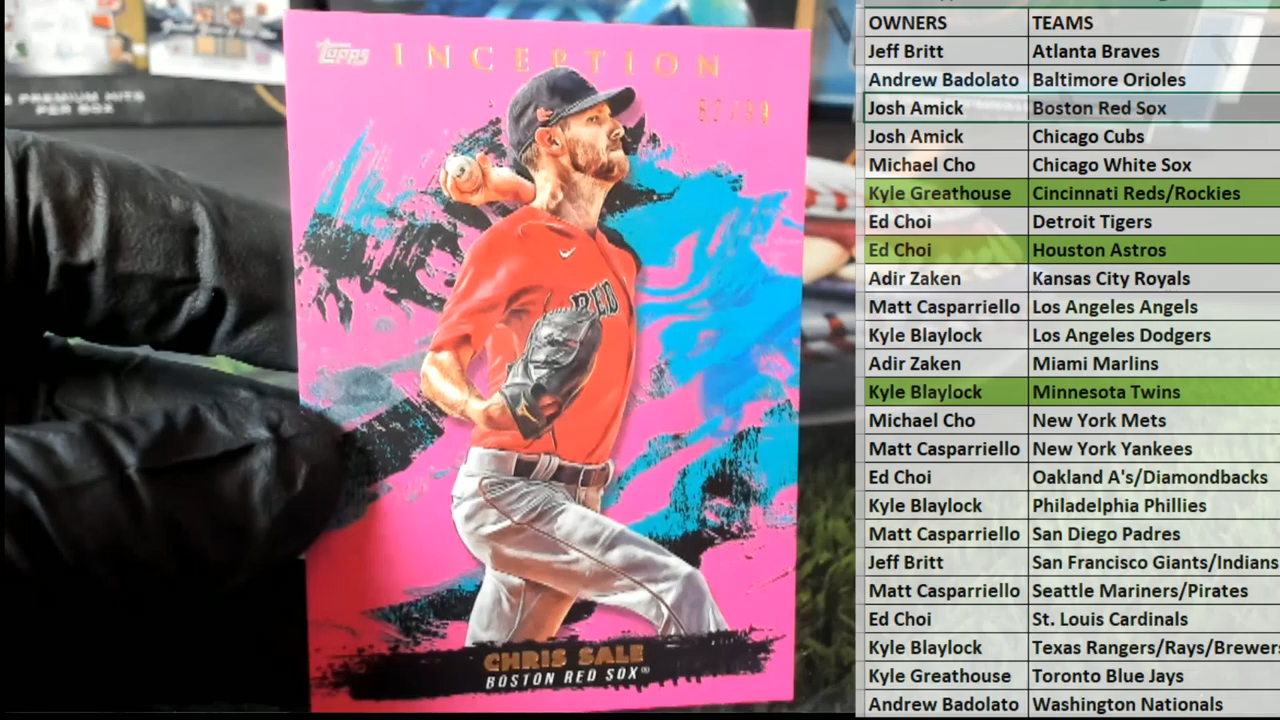 S PREMIUM HITS
PER BOX
Topps INCEPTION
RED
CHRIS SALE
BOSTON RED SOX
OWNERS TEAMS
Jeff Britt Atlanta Braves
Andrew Badolato Baltimore Orioles
Josh Amick Boston Red Sox
Josh Amick Chicago Cubs
Michael Cho Chicago White Sox
Kyle Greathouse Cincinnati Reds/Rockies
Ed Choi Detroit Tigers
Ed Choi Houston Astros
Adir Zaken Kansas City Royals
Matt Casparriello Los Angeles Angels
Kyle Blaylock Los Angeles Dodgers
Adir Zaken Miami Marlins
Kyle Blaylock Minnesota Twins
Michael Cho New York Mets
Matt Casparriello New York Yankees
Ed Choi Oakland A's/Diamondbacks
Kyle Blaylock Philadelphia Phillies
Matt Casparriello San Diego Padres
Jeff Britt San Francisco Giants/Indians
Matt Casparriello Seattle Mariners/Pirates
Ed Choi St. Louis Cardinals
Kyle Blaylock Texas Rangers/Rays/Brewers
Kyle Greathouse Toronto Blue Jays
Andrew Badolato Washington Nationals